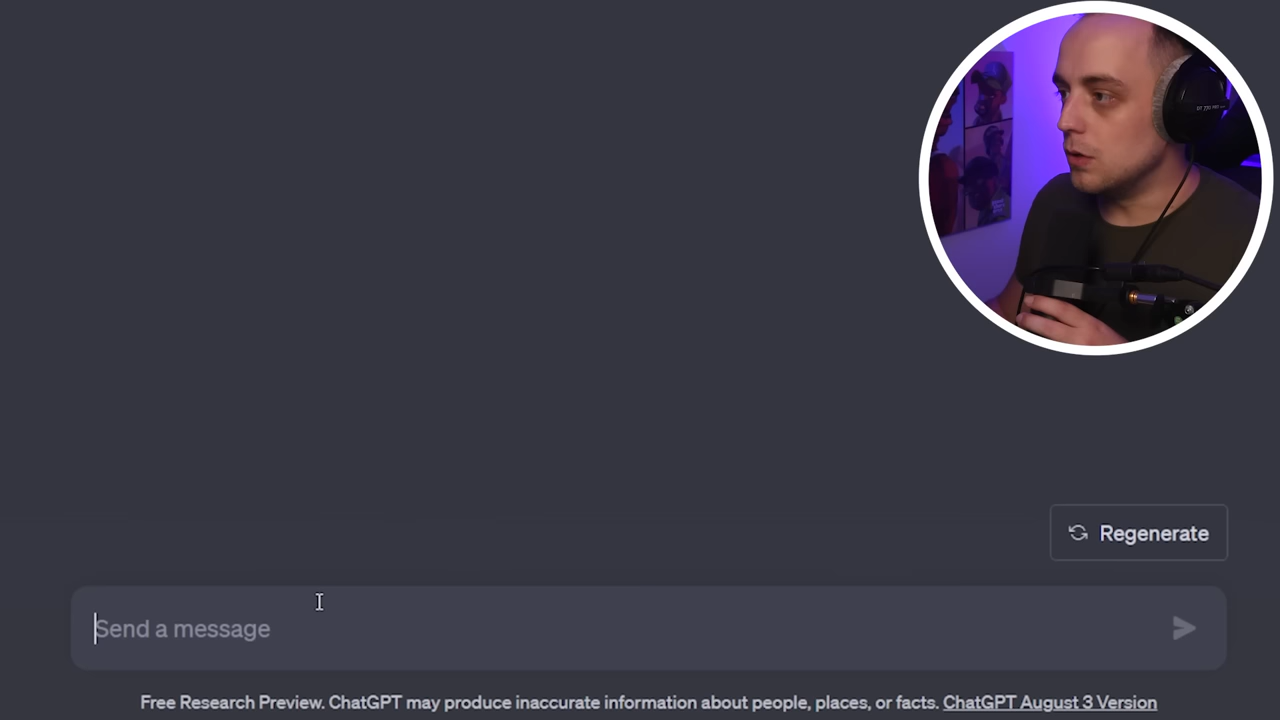 Regenerate
Send a message
Free Research Preview. ChatGPT may produce inaccurate information about people, places, or facts. ChatGPT August 3 Version